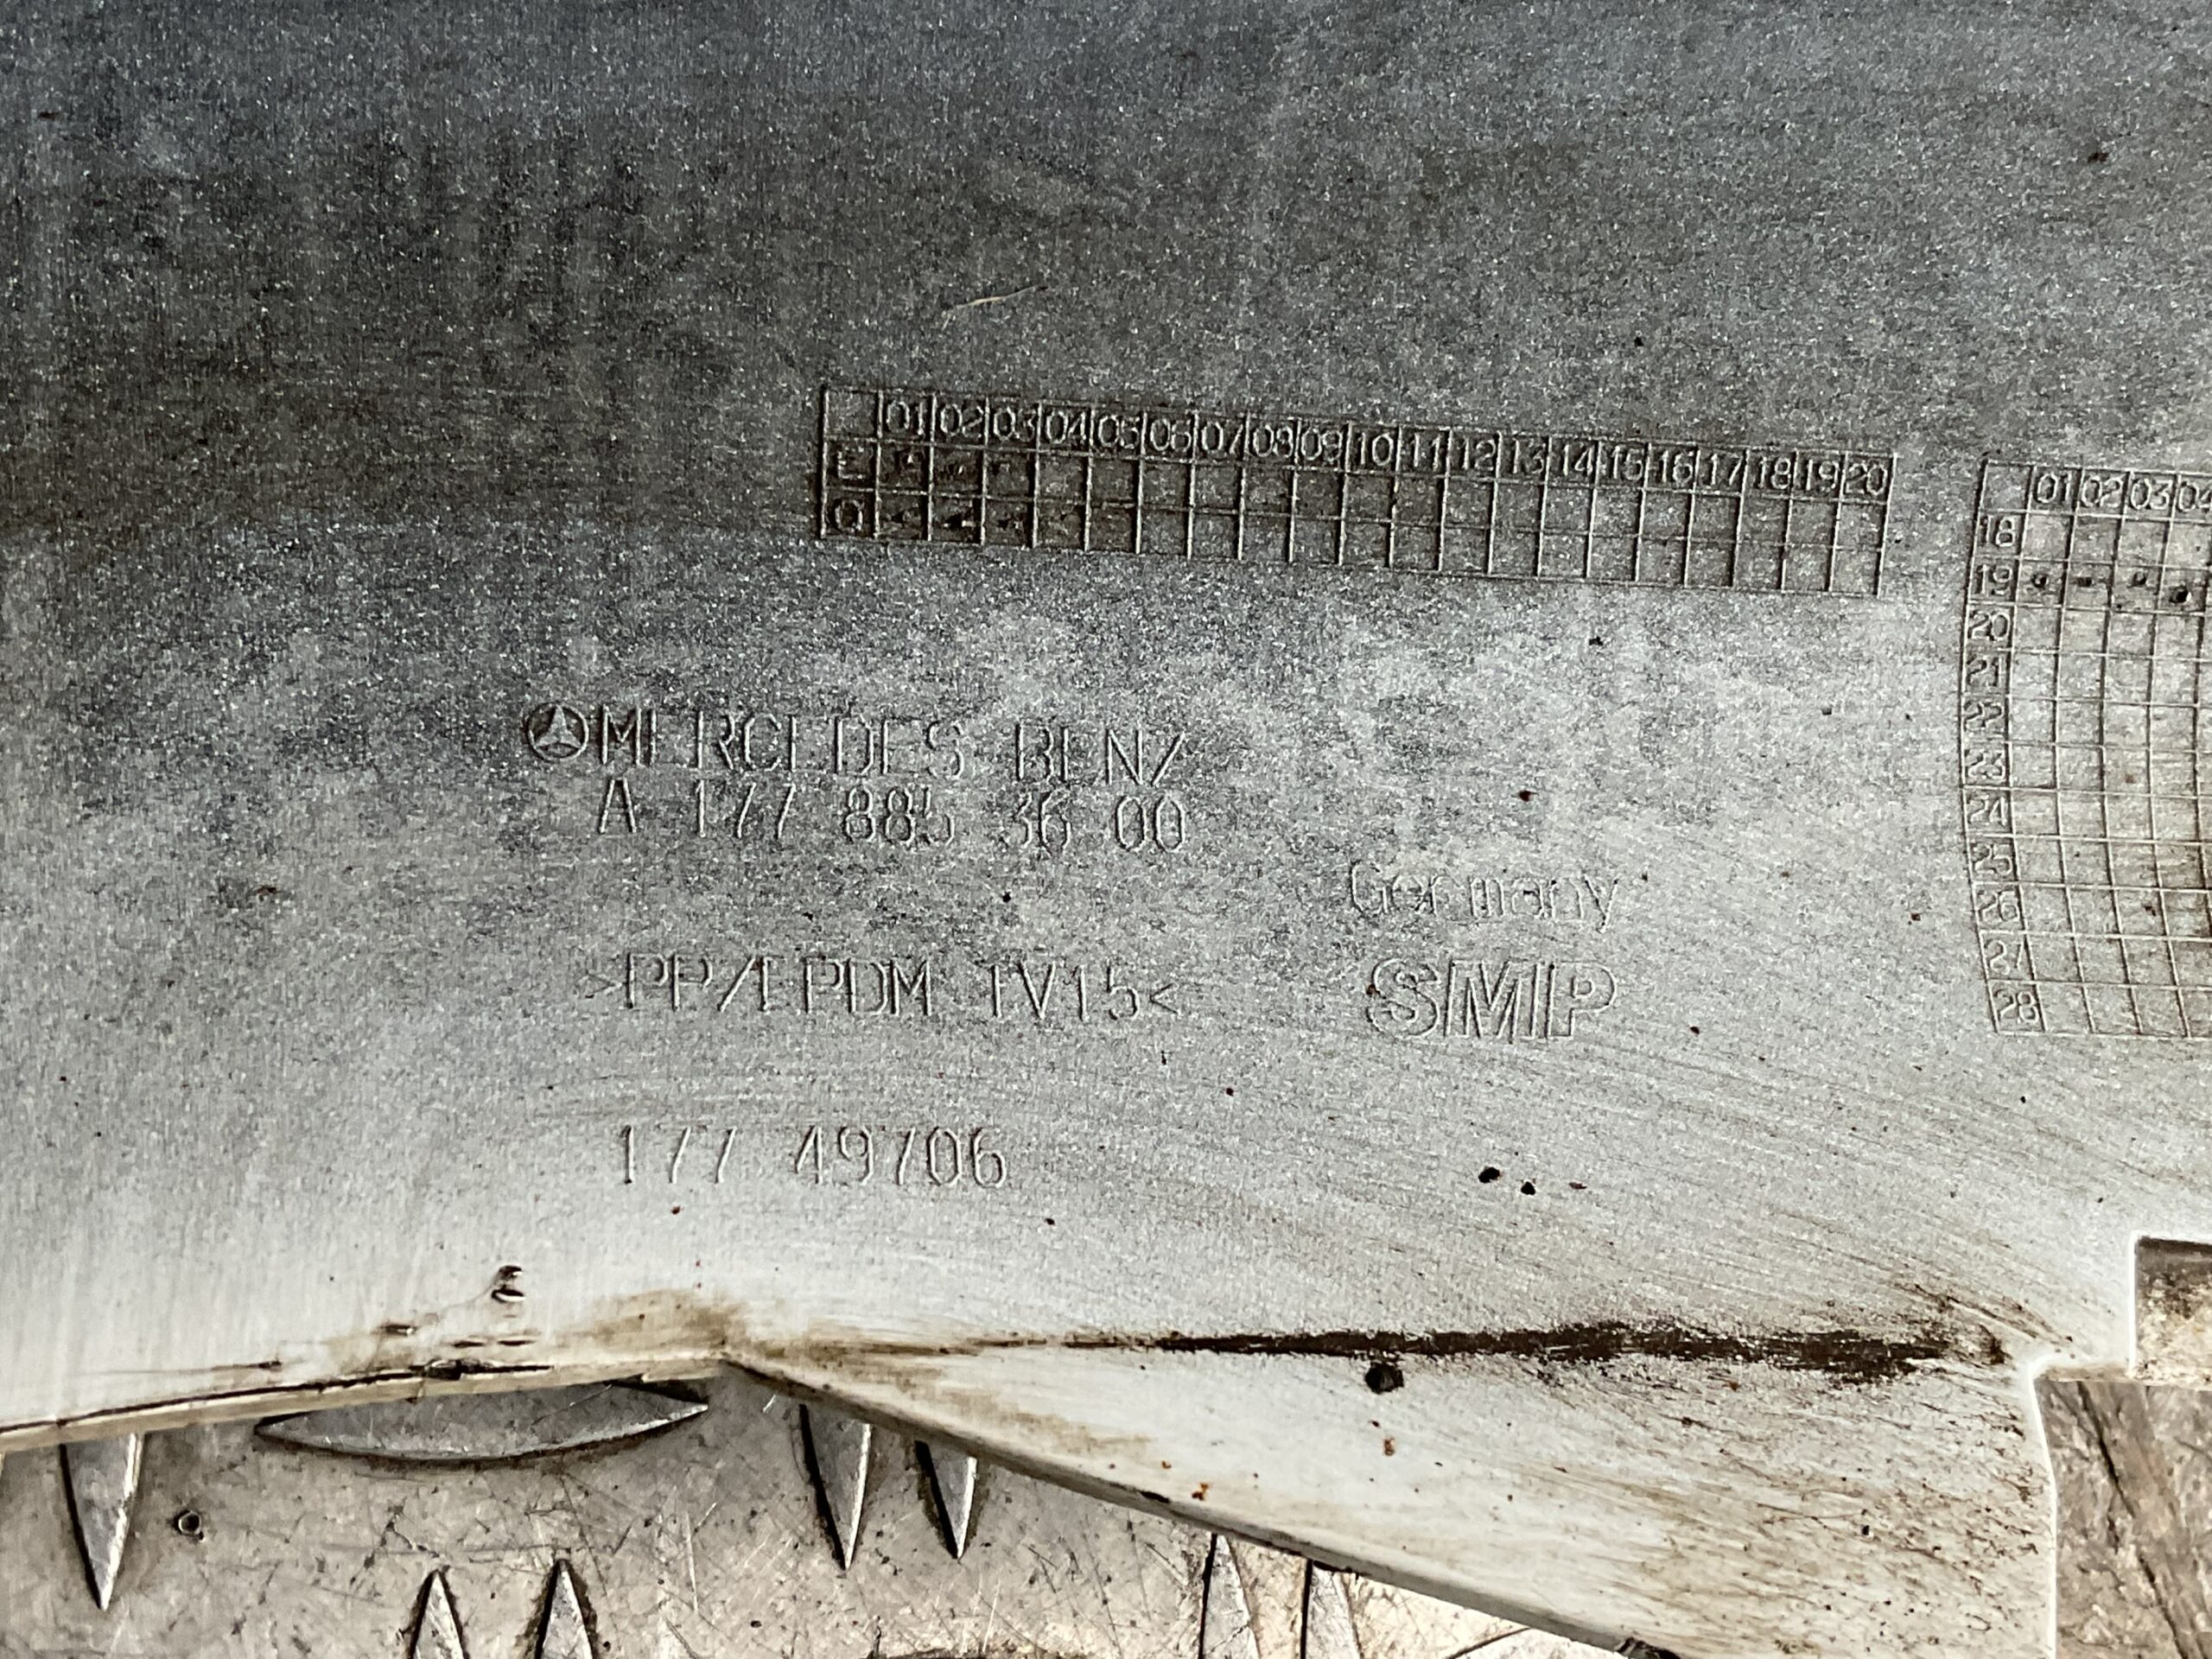 01 02 03 04 05 06 07 08 09 10 11 12 13 14 15 16 17 18 19 20
E
Q
01 02 03 04
18
19
20
21
22
23
24
25
26
27
28
MERCEDES BENZ
A 177 885 36 00
Germany
>PP/EPDM TV15<
SMP
177 49706